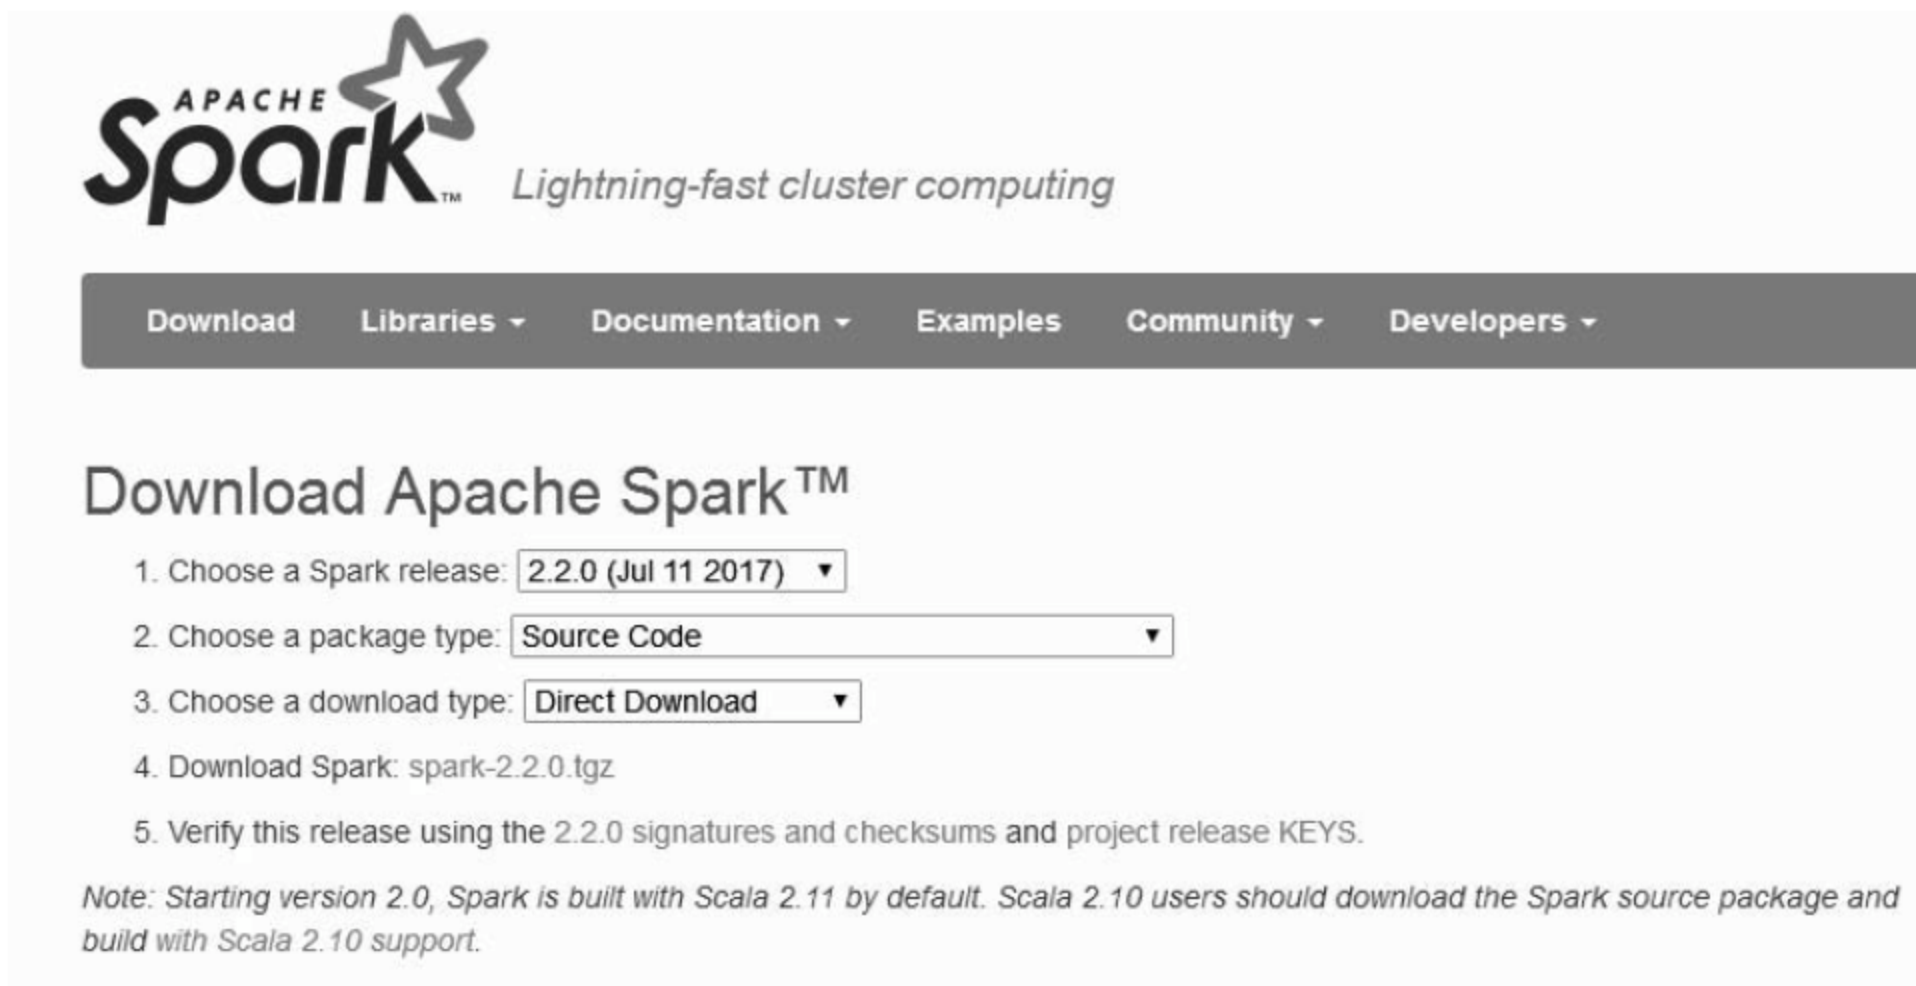 APACHE
Spark™ Lightning-fast cluster computing
Download Libraries Documentation Examples Community Developers
Download Apache Spark™
1. Choose a Spark release: 2.2.0 (Jul 11 2017)
2. Choose a package type: Source Code
3. Choose a download type: Direct Download
4. Download Spark: spark-2.2.0.tgz
5. Verify this release using the 2.2.0 signatures and checksums and project release KEYS.
Note: Starting version 2.0, Spark is built with Scala 2.11 by default. Scala 2.10 users should download the Spark source package and
build with Scala 2.10 support.